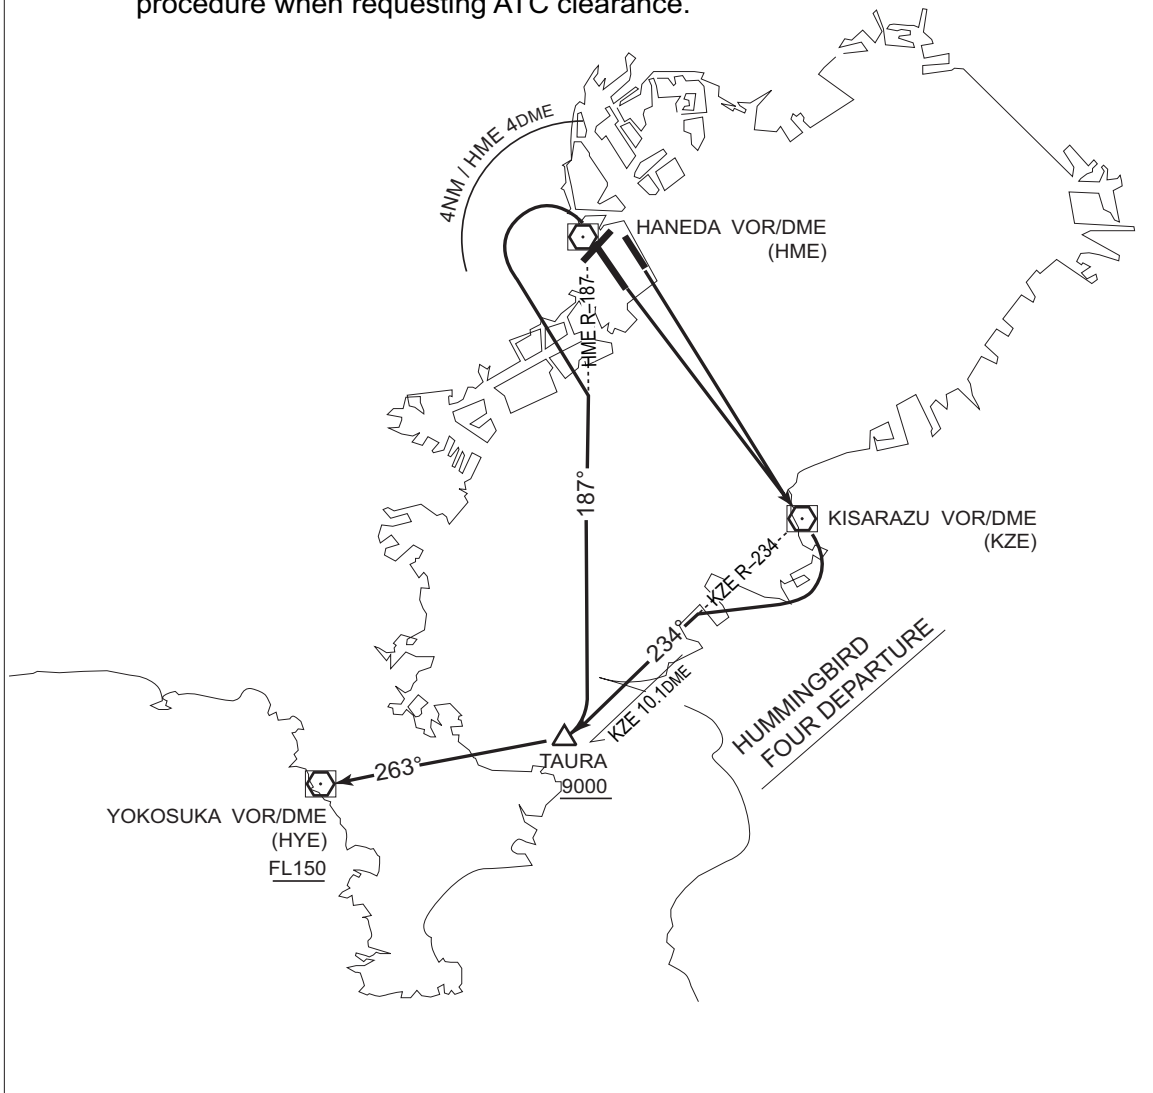 procedure when requesting ATC clearance.
4NM / HME 4DME
HANEDA VOR/DME
(HME)
HME R-187
187°
KISARAZU VOR/DME
(KZE)
KZE R-234
234°
KZE 10.1DME
HUMMINGBIRD
FOUR DEPARTURE
TAURA
9000
263°
YOKOSUKA VOR/DME
(HYE)
FL150